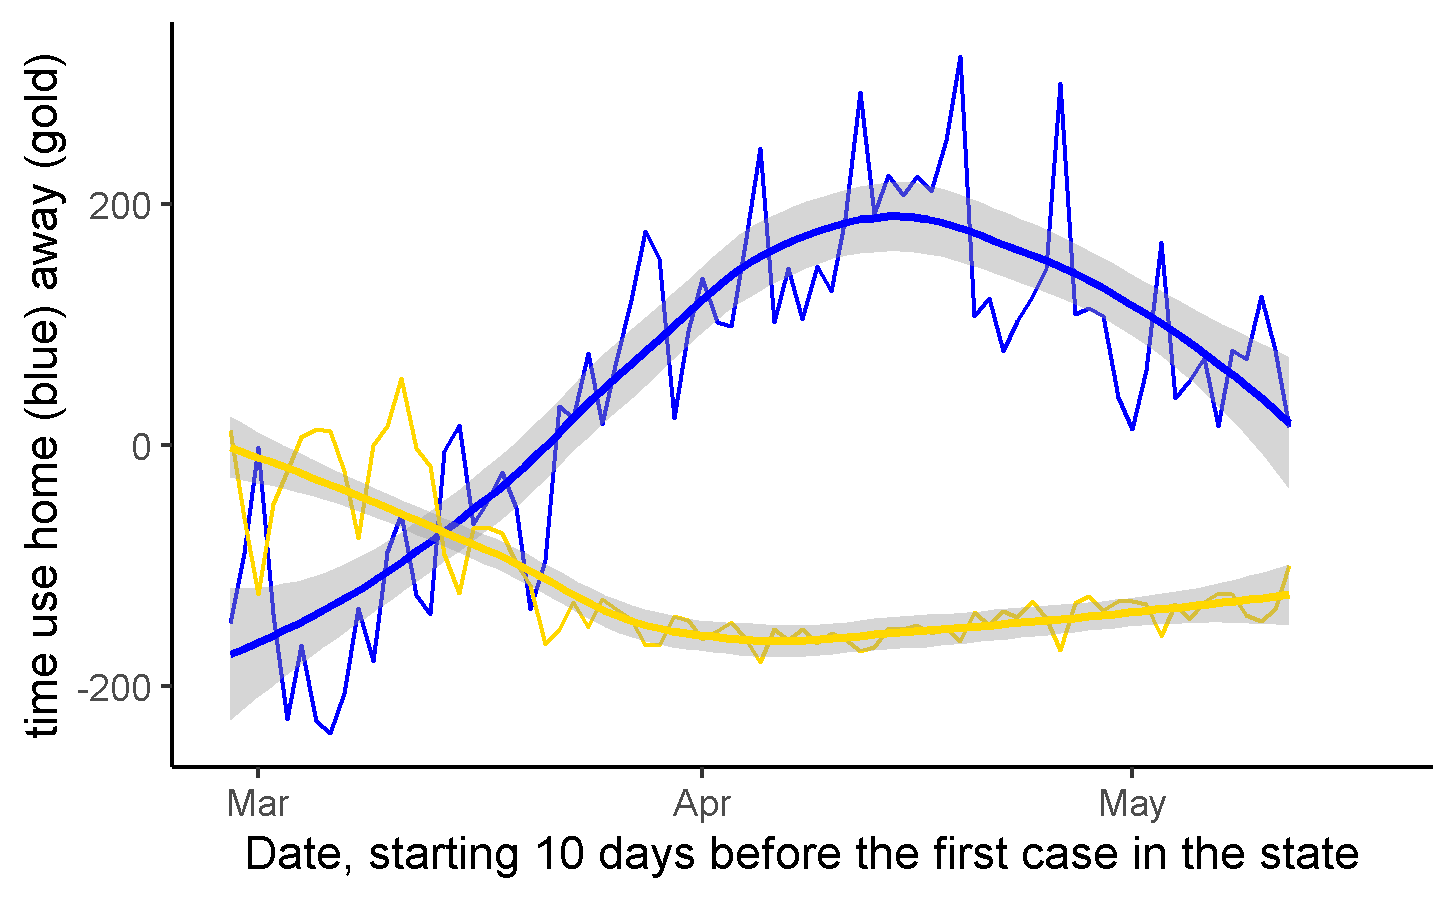 time use home (blue) away (gold)
200
0
-200
Mar
Apr
May
Date, starting 10 days before the first case in the state